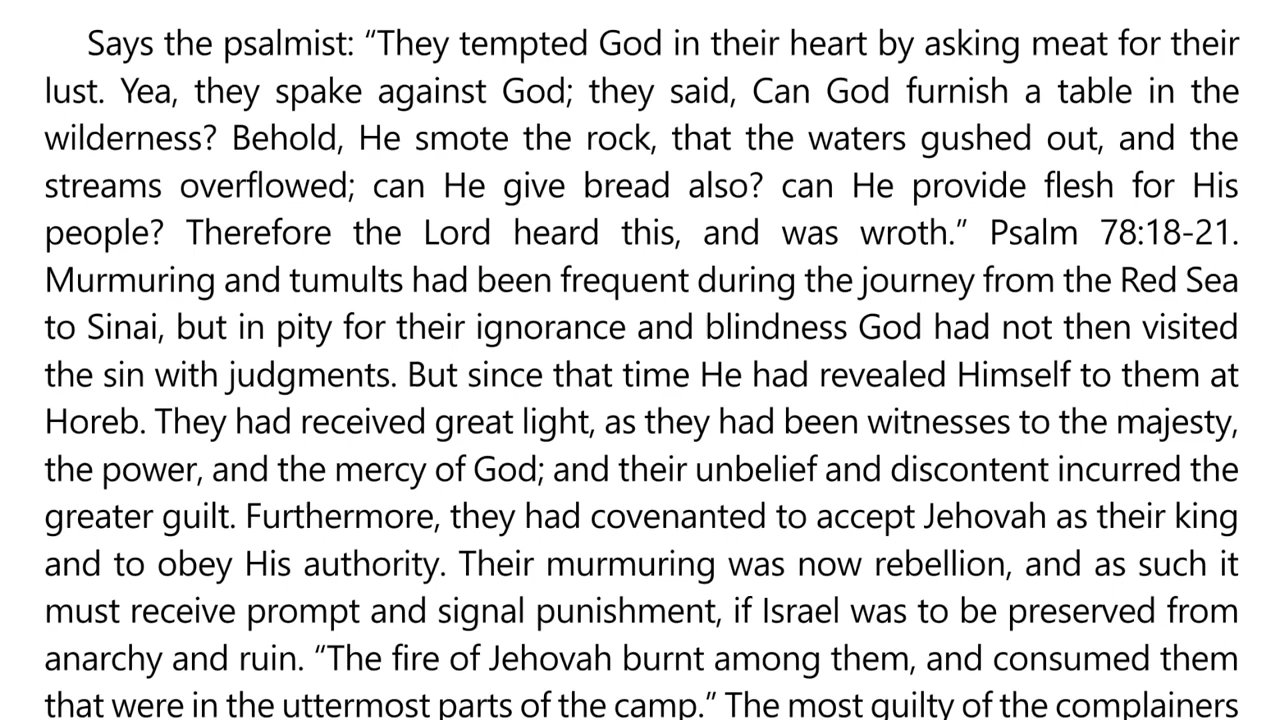 Says the psalmist: “They tempted God in their heart by asking meat for their
lust. Yea, they spake against God; they said, Can God furnish a table in the
wilderness? Behold, He smote the rock, that the waters gushed out, and the
streams overflowed; can He give bread also? can He provide flesh for His
people? Therefore the Lord heard this, and was wroth.” Psalm 78:18-21.
Murmuring and tumults had been frequent during the journey from the Red Sea
to Sinai, but in pity for their ignorance and blindness God had not then visited
the sin with judgments. But since that time He had revealed Himself to them at
Horeb. They had received great light, as they had been witnesses to the majesty,
the power, and the mercy of God; and their unbelief and discontent incurred the
greater guilt. Furthermore, they had covenanted to accept Jehovah as their king
and to obey His authority. Their murmuring was now rebellion, and as such it
must receive prompt and signal punishment, if Israel was to be preserved from
anarchy and ruin. “The fire of Jehovah burnt among them, and consumed them
that were in the uttermost parts of the camp.” The most guilty of the complainers